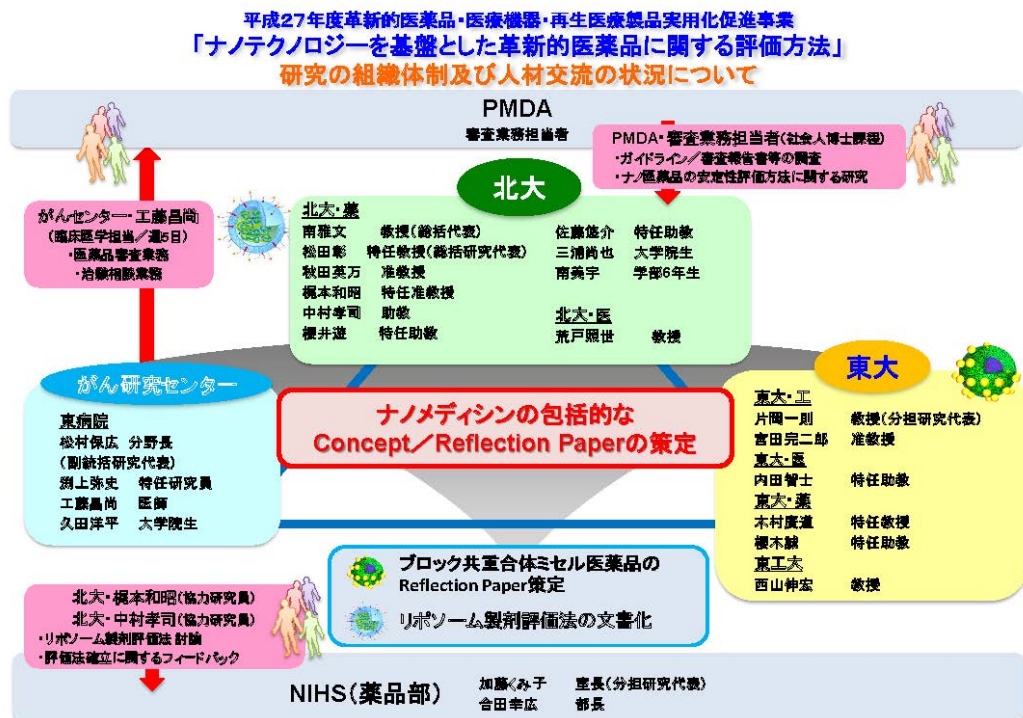 平成27年度革新的医薬品・医療機器・再生医療製品実用化促進事業
「ナノテクノロジーを基盤とした革新的医薬品に関する評価方法」
研究の組織体制及び人材交流の状況について
PMDA
審査業務担当者
PMDA・審査業務担当者(社会人博士課程)
・ガイドライン／審査報告書等の調査
・ナノ医薬品の安定性評価方法に関する研究
がんセンター・工藤昌尚
(臨床医学担当／週5日)
・医薬品審査業務
・治験相談業務
北大
北大・薬
南雅文 教授(総括代表)
松田彰 特任教授(総括研究代表)
秋田英万 准教授
梶本和昭 特任准教授
中村孝司 助教
櫻井遊 特任助教
佐藤悠介 特任助教
三浦尚也 大学院生
南美宇 学部6年生
北大・医
荒戸照世 教授
がん研究センター
東病院
松村保広 分野長
(副統括研究代表)
渕上弥史 特任研究員
工藤昌尚 医師
久田洋平 大学院生
ナノメディシンの包括的な
Concept／Reflection Paperの策定
東大
東大・工
片岡一則 教授(分担研究代表)
宮田完二郎 准教授
東大・医
内田智士 特任助教
東大・薬
木村廣道 特任教授
櫻木誠 特任助教
東工大
西山伸宏 教授
ブロック共重合体ミセル医薬品の
Reflection Paper策定
リポソーム製剤評価法の文書化
北大・梶本和昭(協力研究員)
北大・中村孝司(協力研究員)
・リポソーム製剤評価法 討論
・評価法確立に関するフィードバック
NIHS(薬品部)
加藤くみ子 室長(分担研究代表)
合田幸広 部長